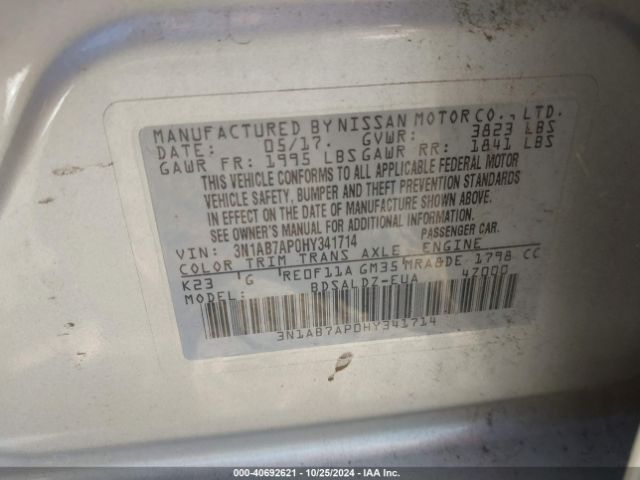 MANUFACTURED BY NISSAN MOTOR CO., LTD.
DATE: 05/17. GVWR: 3823 LBS
GAWR FR: 1995 LBS GAWR RR: 1841 LBS
THIS VEHICLE CONFORMS TO ALL APPLICABLE FEDERAL MOTOR
VEHICLE SAFETY, BUMPER AND THEFT PREVENTION STANDARDS
IN EFFECT ON THE DATE OF MANUFACTURE SHOWN ABOVE.
SEE OWNER'S MANUAL FOR ADDITIONAL INFORMATION.
VIN: 3N1AB7AP0HY341714 PASSENGER CAR.
COLOR TRIM TRANS AXLE ENGINE
K23 G RE0F11A GM35 MRA8DE 1798 CC
MODEL: BDSALDZ-EUA 47000
3N1AB7AP0HY341714
000-40692621 | 10/25/2024 | IAA Inc.